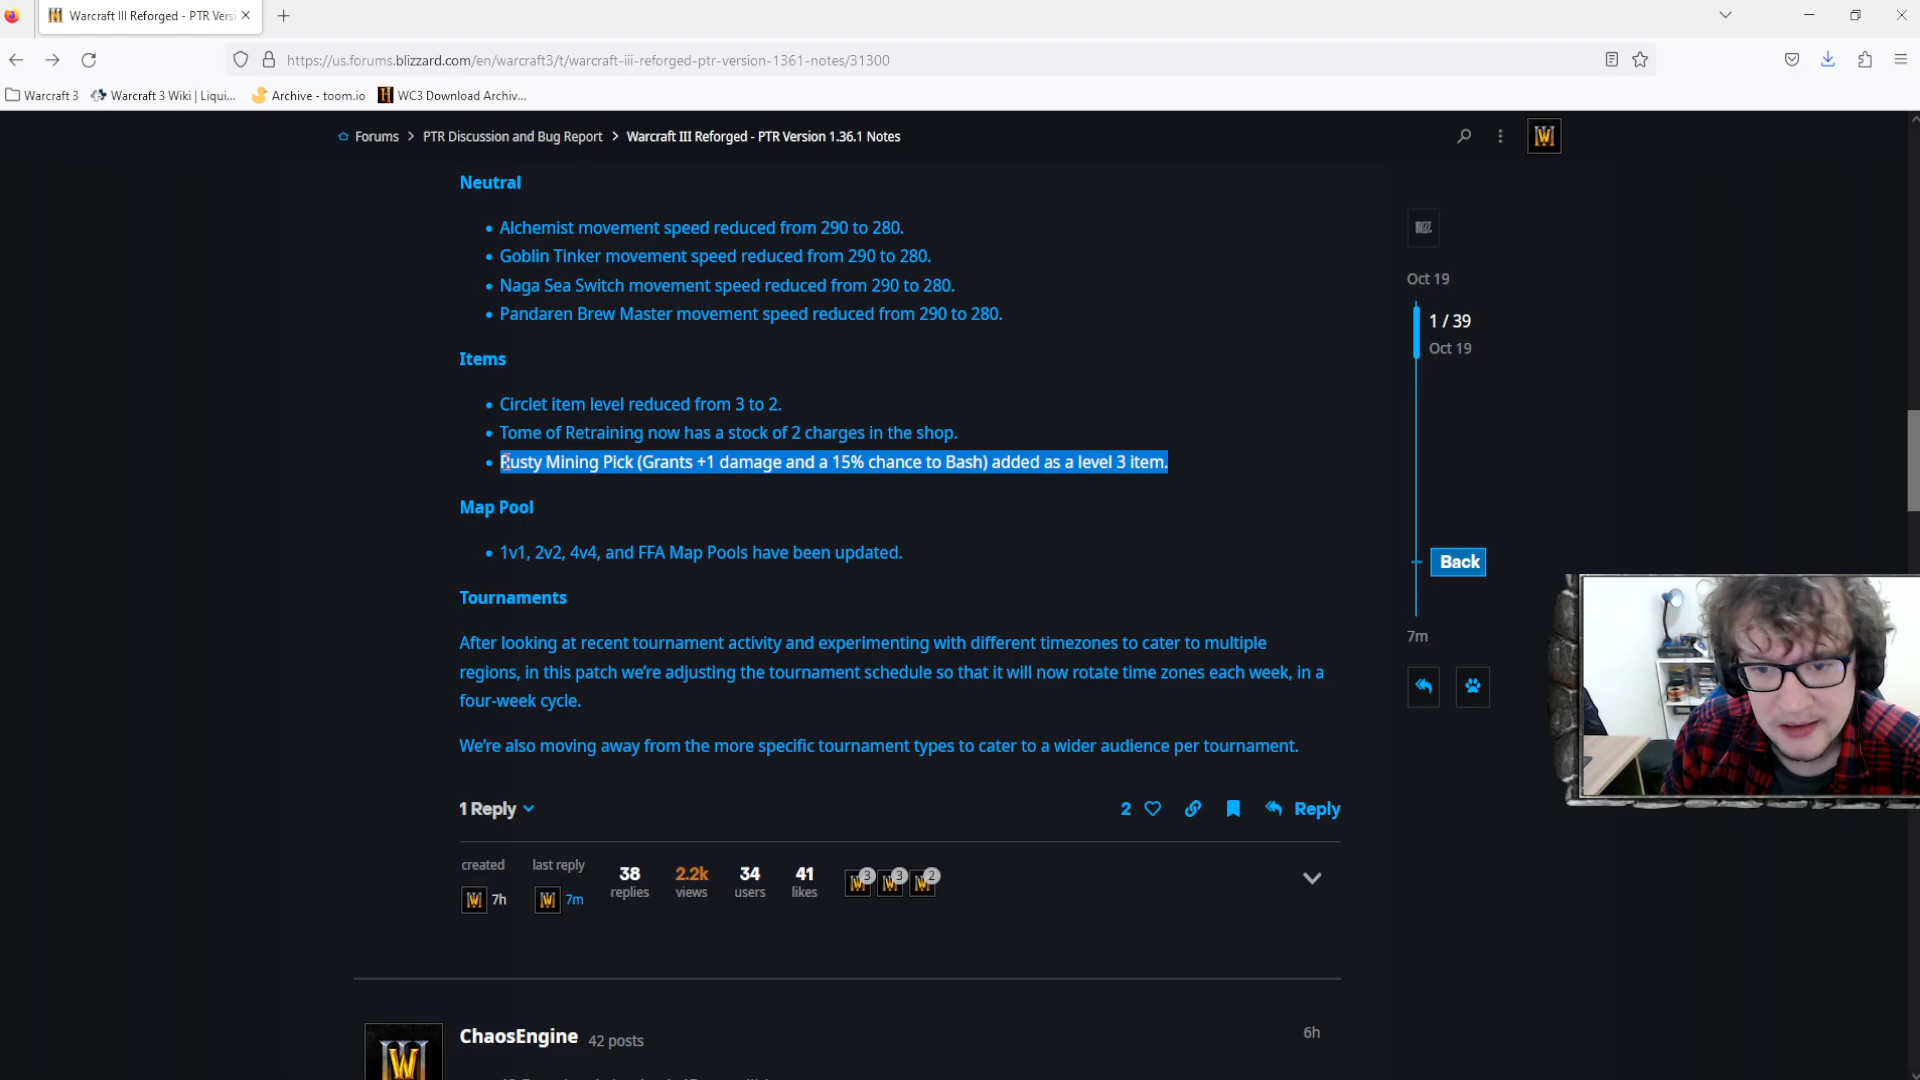 Warcraft III Reforged - PTR Versi
https://us.forums.blizzard.com/en/warcraft3/t/warcraft-iii-reforged-ptr-version-1361-notes/31300
Warcraft 3
Warcraft 3 Wiki | Liqui...
Archive - toom.io
WC3 Download Archiv...
Forums > PTR Discussion and Bug Report > Warcraft III Reforged - PTR Version 1.36.1 Notes
Neutral
• Alchemist movement speed reduced from 290 to 280.
• Goblin Tinker movement speed reduced from 290 to 280.
• Naga Sea Switch movement speed reduced from 290 to 280.
• Pandaren Brew Master movement speed reduced from 290 to 280.
Items
• Circlet item level reduced from 3 to 2.
• Tome of Retraining now has a stock of 2 charges in the shop.
• Rusty Mining Pick (Grants +1 damage and a 15% chance to Bash) added as a level 3 item.
Map Pool
• 1v1, 2v2, 4v4, and FFA Map Pools have been updated.
Tournaments
After looking at recent tournament activity and experimenting with different timezones to cater to multiple
regions, in this patch we're adjusting the tournament schedule so that it will now rotate time zones each week, in a
four-week cycle.
We're also moving away from the more specific tournament types to cater to a wider audience per tournament.
1 Reply
2
Reply
created
7h
last reply
7m
38
replies
2.2k
views
34
users
41
likes
3
3
2
Oct 19
1 / 39
Oct 19
Back
7m
ChaosEngine 42 posts
6h